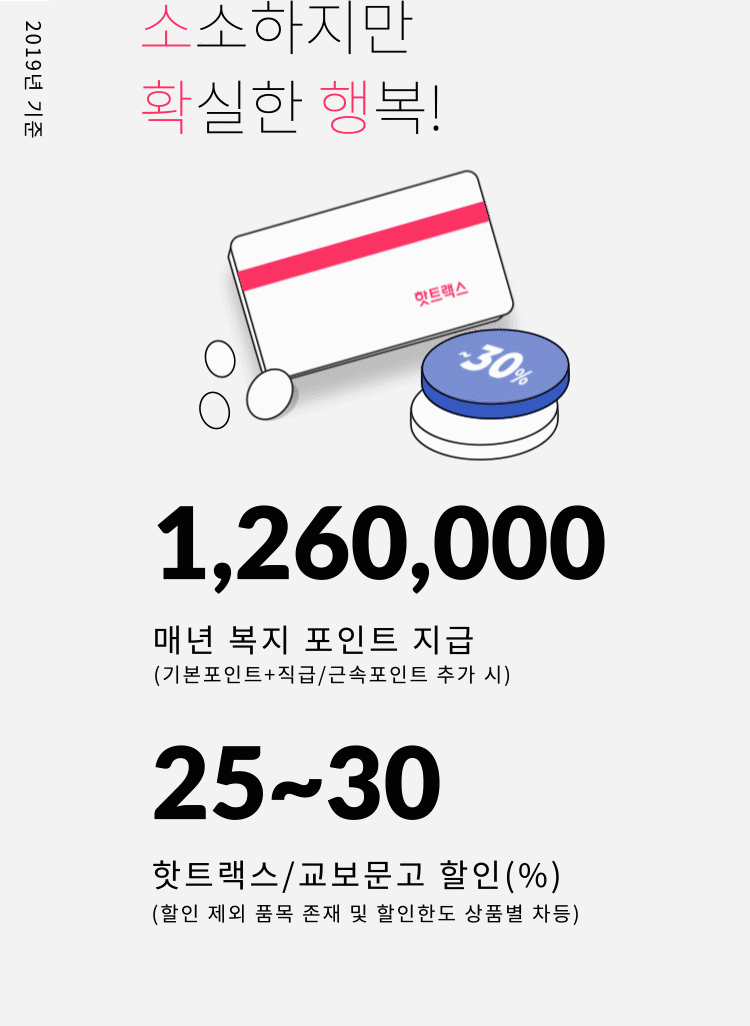 2019년 기준
소소하지만
확실한 행복!
핫트랙스
~30%
1,260,000
매년 복지 포인트 지급
(기본포인트+직급/근속포인트 추가 시)
25~30
핫트랙스/교보문고 할인(%)
(할인 제외 품목 존재 및 할인한도 상품별 차등)